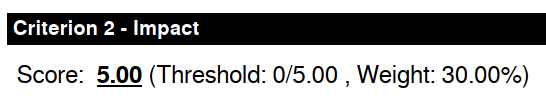 Criterion 2 - Impact
Score: 5.00 (Threshold: 0/5.00 , Weight: 30.00%)